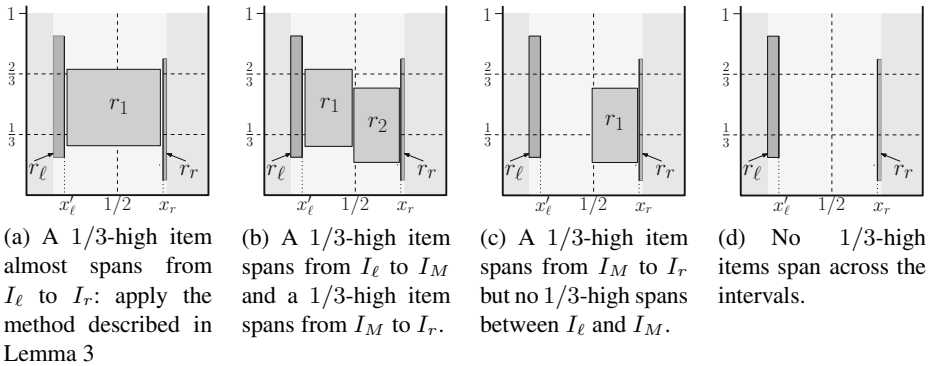 1
2/3
1/3
r_1
r_ℓ
r_r
x'_ℓ 1/2 x_r
1
2/3
1/3
r_1
r_2
r_ℓ
r_r
x'_ℓ 1/2 x_r
1
2/3
1/3
r_1
r_ℓ
r_r
x'_ℓ 1/2 x_r
1
2/3
1/3
r_ℓ
r_r
x'_ℓ 1/2 x_r
(a) A 1/3-high item
almost spans from
I_ℓ to I_r: apply the
method described in
Lemma 3
(b) A 1/3-high item
spans from I_ℓ to I_M
and a 1/3-high item
spans from I_M to I_r.
(c) A 1/3-high item
spans from I_M to I_r
but no 1/3-high spans
between I_ℓ and I_M.
(d) No 1/3-high
items span across the
intervals.